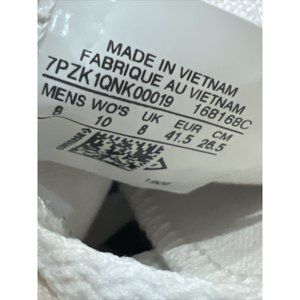 MADE IN VIETNAM
FABRIQUE AU VIETNAM
7PZK1QNK00019 16B16BC
MENS WO'S UK EUR CM
8 10 8 41.5 26.5